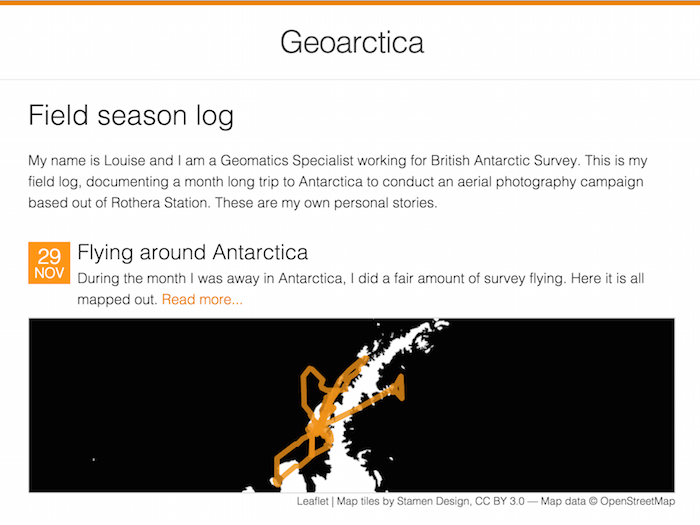 Geoarctica
Field season log
My name is Louise and I am a Geomatics Specialist working for British Antarctic Survey. This is my
field log, documenting a month long trip to Antarctica to conduct an aerial photography campaign
based out of Rothera Station. These are my own personal stories.
29
NOV
Flying around Antarctica
During the month I was away in Antarctica, I did a fair amount of survey flying. Here it is all
mapped out. Read more...
Leaflet | Map tiles by Stamen Design, CC BY 3.0 — Map data © OpenStreetMap